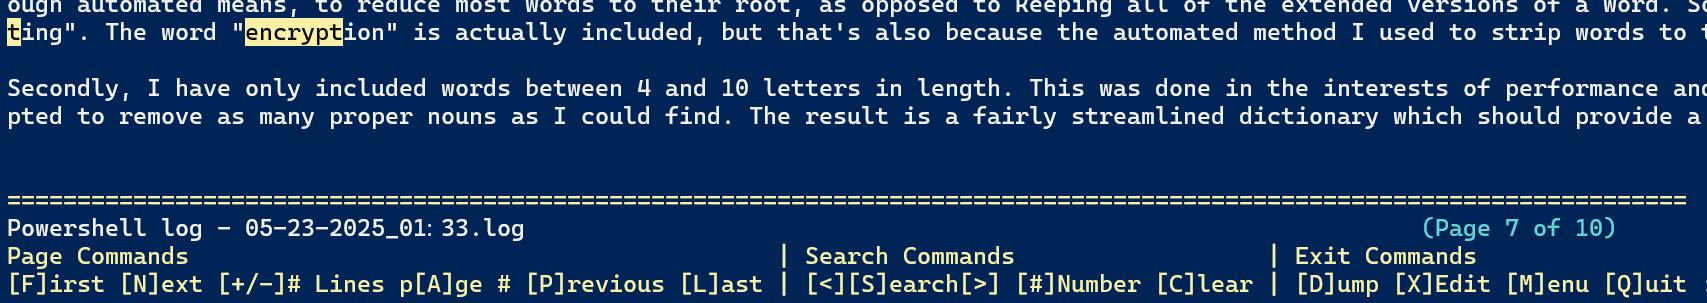 ough automated means, to reduce most words to their root, as opposed to keeping all of the extended versions of a word. So
ting". The word "encryption" is actually included, but that's also because the automated method I used to strip words to t
Secondly, I have only included words between 4 and 10 letters in length. This was done in the interests of performance and
pted to remove as many proper nouns as I could find. The result is a fairly streamlined dictionary which should provide a
========================================================================================================================
Powershell log - 05-23-2025_01:33.log (Page 7 of 10)
Page Commands | Search Commands | Exit Commands
[F]irst [N]ext [+/-]# Lines p[A]ge # [P]revious [L]ast | [<][S]earch[>] [#]Number [C]lear | [D]ump [X]Edit [M]enu [Q]uit